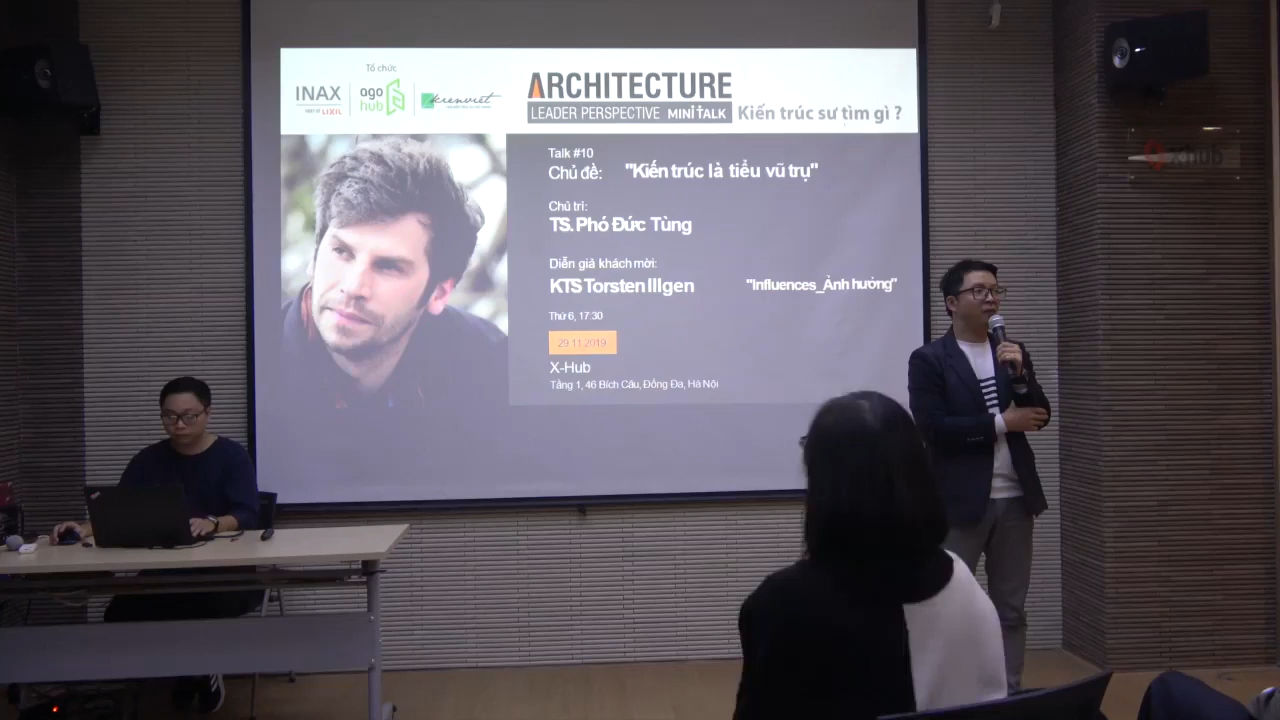 Tổ chức
INAX
PART OF LIXIL
ago
hub
kienviet
ARCHITECTURE
LEADER PERSPECTIVE MINITALK Kiến trúc sư tìm gì ?
Talk #10
Chủ đề: "Kiến trúc là tiểu vũ trụ"
Chủ trì:
TS. Phó Đức Tùng
Diễn giả khách mời:
KTS Torsten Illgen "Influences_Ảnh hưởng"
Thứ 6, 17:30
29.11.2019
X-Hub
Tầng 1, 46 Bích Câu, Đống Đa, Hà Nội
x-hub